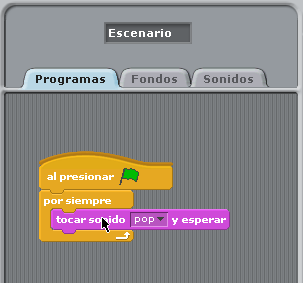 Escenario
Programas Fondos Sonidos
al presionar
por siempre
tocar sonido pop y esperar